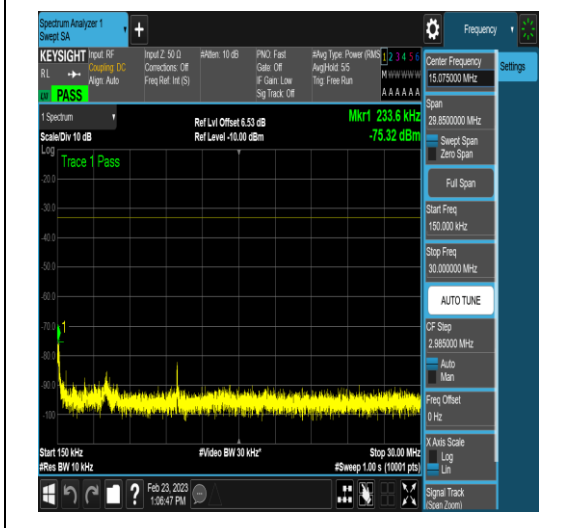 Spectrum Analyzer 1
Swept SA
+
Frequency
KEYSIGHT
RL
PASS
Input: RF
Coupling: DC
Align: Auto
Input Z: 50 Ω
Corrections: Off
Freq Ref: Int (S)
#Atten: 10 dB
PNO: Fast
Gate: Off
IF Gain: Low
Sig Track: Off
#Avg Type: Power (RMS
Avg|Hold: 5/5
Trig: Free Run
1 2 3 4 5 6
M W W W W W
A A A A A A
1 Spectrum
Scale/Div 10 dB
Ref Lvl Offset 6.53 dB
Ref Level -10.00 dBm
Mkr1 233.6 kHz
-75.32 dBm
Log
Trace 1 Pass
-20.0
-30.0
-40.0
-50.0
-60.0
-70.0
-80.0
-90.0
-100
1
Start 150 kHz
#Res BW 10 kHz
#Video BW 30 kHz*
Stop 30.00 MHz
#Sweep 1.00 s (10001 pts)
Feb 23, 2023
1:06:47 PM
?
Center Frequency
15.075000 MHz
Span
29.8500000 MHz
Swept Span
Zero Span
Full Span
Start Freq
150.000 kHz
Stop Freq
30.000000 MHz
AUTO TUNE
CF Step
2.985000 MHz
Auto
Man
Freq Offset
0 Hz
X Axis Scale
Log
Lin
Signal Track
(Span Zoom)
Settings